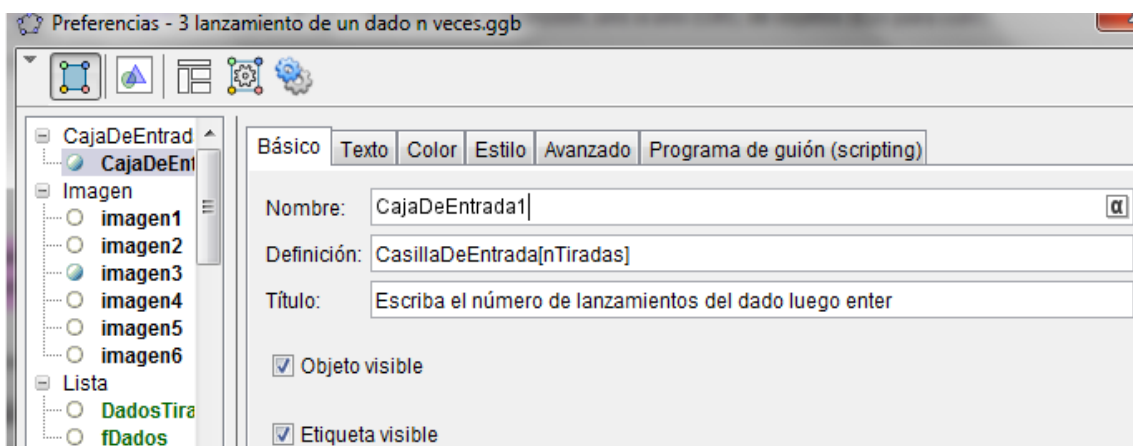 Preferencias - 3 lanzamiento de un dado n veces.ggb
CajaDeEntrad
CajaDeEnt
Imagen
imagen1
imagen2
imagen3
imagen4
imagen5
imagen6
Lista
DadosTira
fDados
Básico Texto Color Estilo Avanzado Programa de guión (scripting)
Nombre: CajaDeEntrada1 α
Definición: CasillaDeEntrada[nTiradas]
Título: Escriba el número de lanzamientos del dado luego enter
Objeto visible
Etiqueta visible